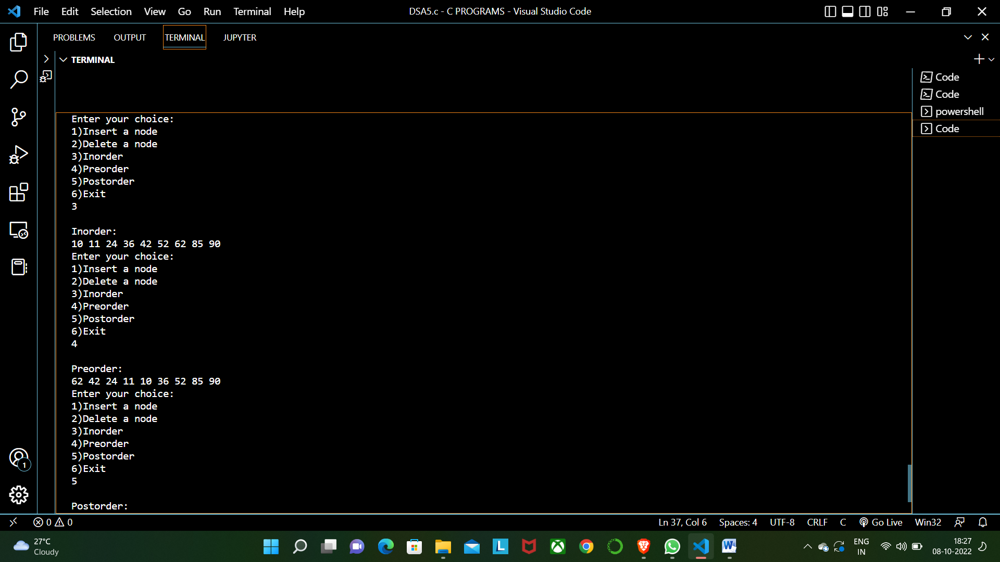 File Edit Selection View Go Run Terminal Help
DSA5.c - C PROGRAMS - Visual Studio Code
PROBLEMS OUTPUT TERMINAL JUPYTER
TERMINAL
Code
Code
powershell
Code
Enter your choice:
1)Insert a node
2)Delete a node
3)Inorder
4)Preorder
5)Postorder
6)Exit
3
Inorder:
10 11 24 36 42 52 62 85 90
Enter your choice:
1)Insert a node
2)Delete a node
3)Inorder
4)Preorder
5)Postorder
6)Exit
4
Preorder:
62 42 24 11 10 36 52 85 90
Enter your choice:
1)Insert a node
2)Delete a node
3)Inorder
4)Preorder
5)Postorder
6)Exit
5
Postorder:
1
0 0
Ln 37, Col 6 Spaces: 4 UTF-8 CRLF C Go Live Win32
27°C
Cloudy
L
W
ENG
IN
18:27
08-10-2022